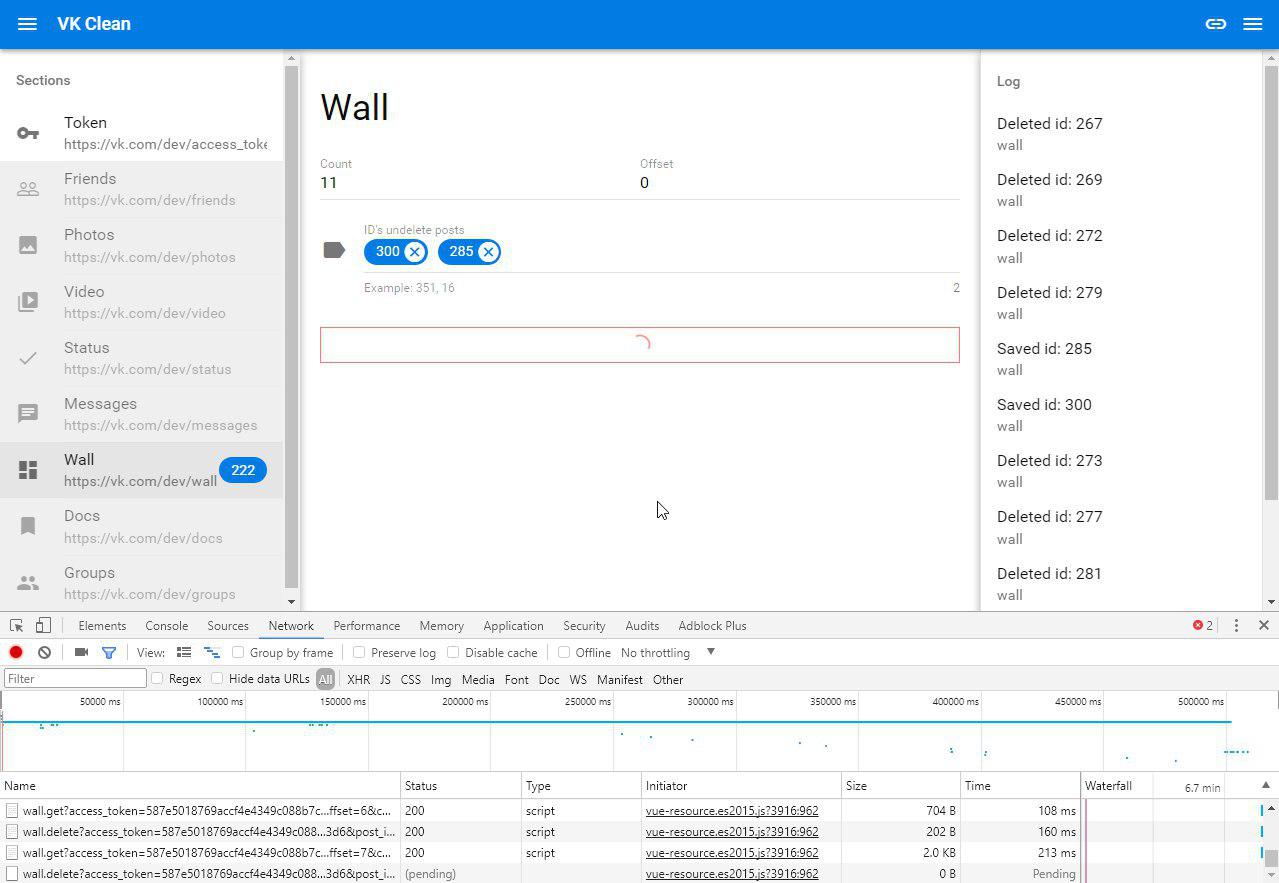 VK Clean
Sections
Token
https://vk.com/dev/access_toke
Friends
https://vk.com/dev/friends
Photos
https://vk.com/dev/photos
Video
https://vk.com/dev/video
Status
https://vk.com/dev/status
Messages
https://vk.com/dev/messages
Wall
https://vk.com/dev/wall
222
Docs
https://vk.com/dev/docs
Groups
https://vk.com/dev/groups
Wall
Count
Offset
11
0
ID's undelete posts
300
285
Example: 351, 16
2
Log
Deleted id: 267
wall
Deleted id: 269
wall
Deleted id: 272
wall
Deleted id: 279
wall
Saved id: 285
wall
Saved id: 300
wall
Deleted id: 273
wall
Deleted id: 277
wall
Deleted id: 281
wall
Elements Console Sources Network Performance Memory Application Security Audits Adblock Plus 2
View: Group by frame Preserve log Disable cache Offline No throttling
Filter Regex Hide data URLs All XHR JS CSS Img Media Font Doc WS Manifest Other
50000 ms 100000 ms 150000 ms 200000 ms 250000 ms 300000 ms 350000 ms 400000 ms 450000 ms 500000 ms
Name Status Type Initiator Size Time Waterfall 6.7 min
wall.get?access_token=587e5018769accf4e4349c088b7c...ffset=6&c... 200 script vue-resource.es2015.js?3916:962 704 B 108 ms
wall.delete?access_token=587e5018769accf4e4349c088...3d6&post_i... 200 script vue-resource.es2015.js?3916:962 202 B 160 ms
wall.get?access_token=587e5018769accf4e4349c088b7c...ffset=7&c... 200 script vue-resource.es2015.js?3916:962 2.0 KB 213 ms
wall.delete?access_token=587e5018769accf4e4349c088...3d6&post_i... (pending) vue-resource.es2015.js?3916:962 0 B Pending